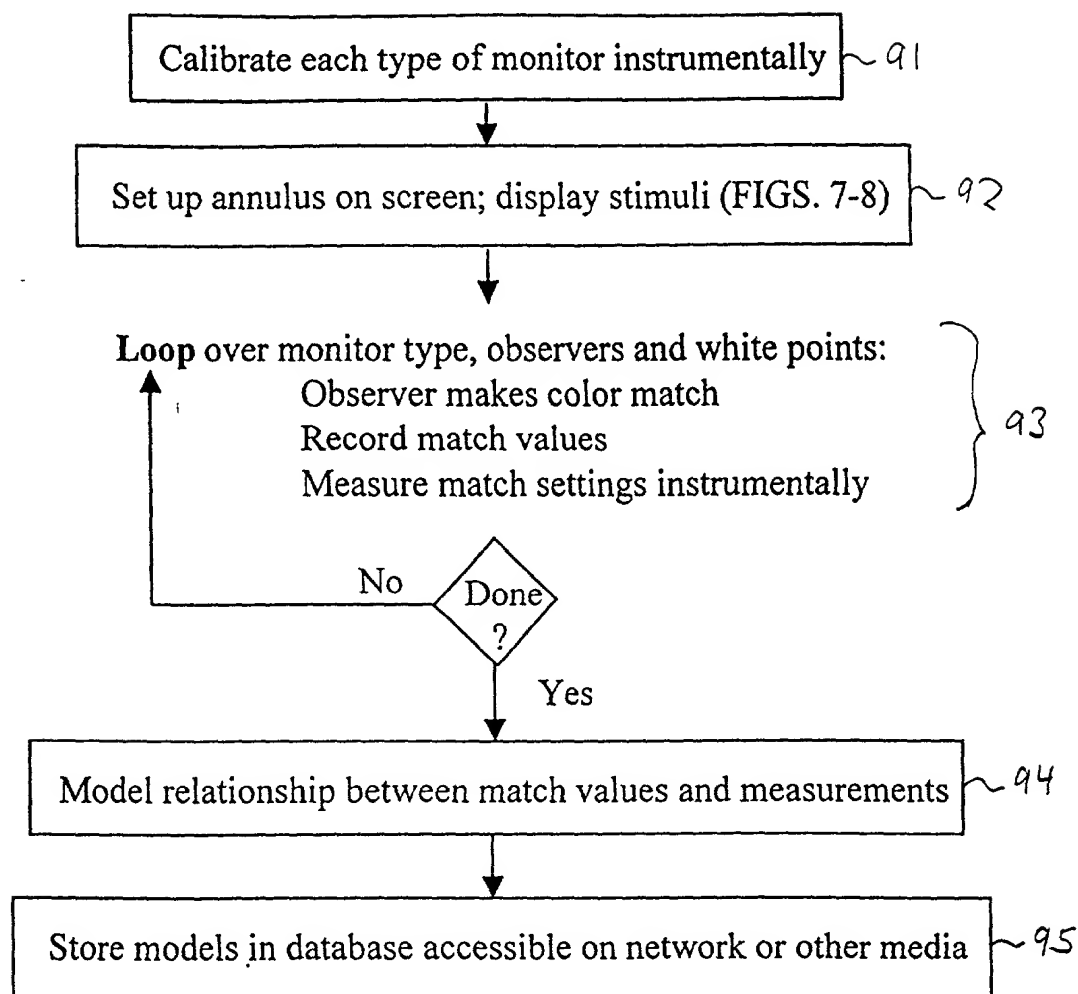 Calibrate each type of monitor instrumentally 91
Set up annulus on screen; display stimuli (FIGS. 7-8) 92
Loop over monitor type, observers and white points:
Observer makes color match
Record match values
Measure match settings instrumentally
93
No
Done
?
Yes
Model relationship between match values and measurements 94
Store models in database accessible on network or other media 95